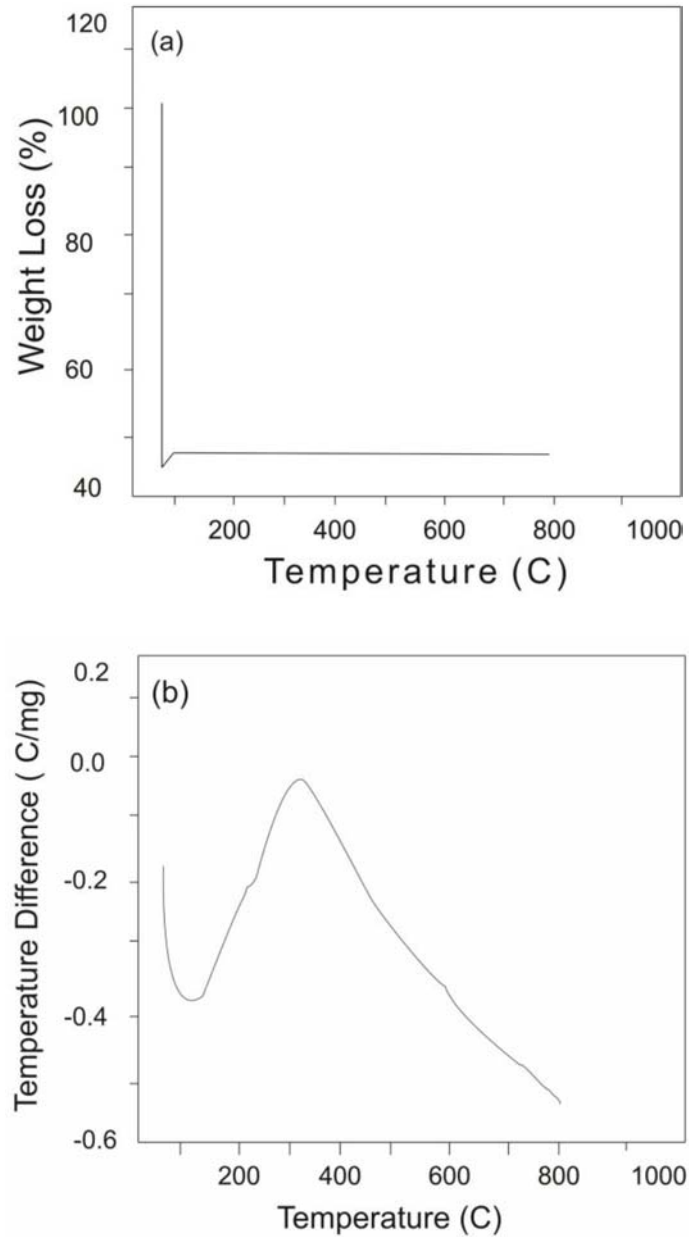 120
(a)
100
80
60
40
Weight Loss (%)
200 400 600 800 1000
Temperature (C)
0.2
(b)
0.0
-0.2
-0.4
-0.6
Temperature Difference ( C/mg)
200 400 600 800 1000
Temperature (C)